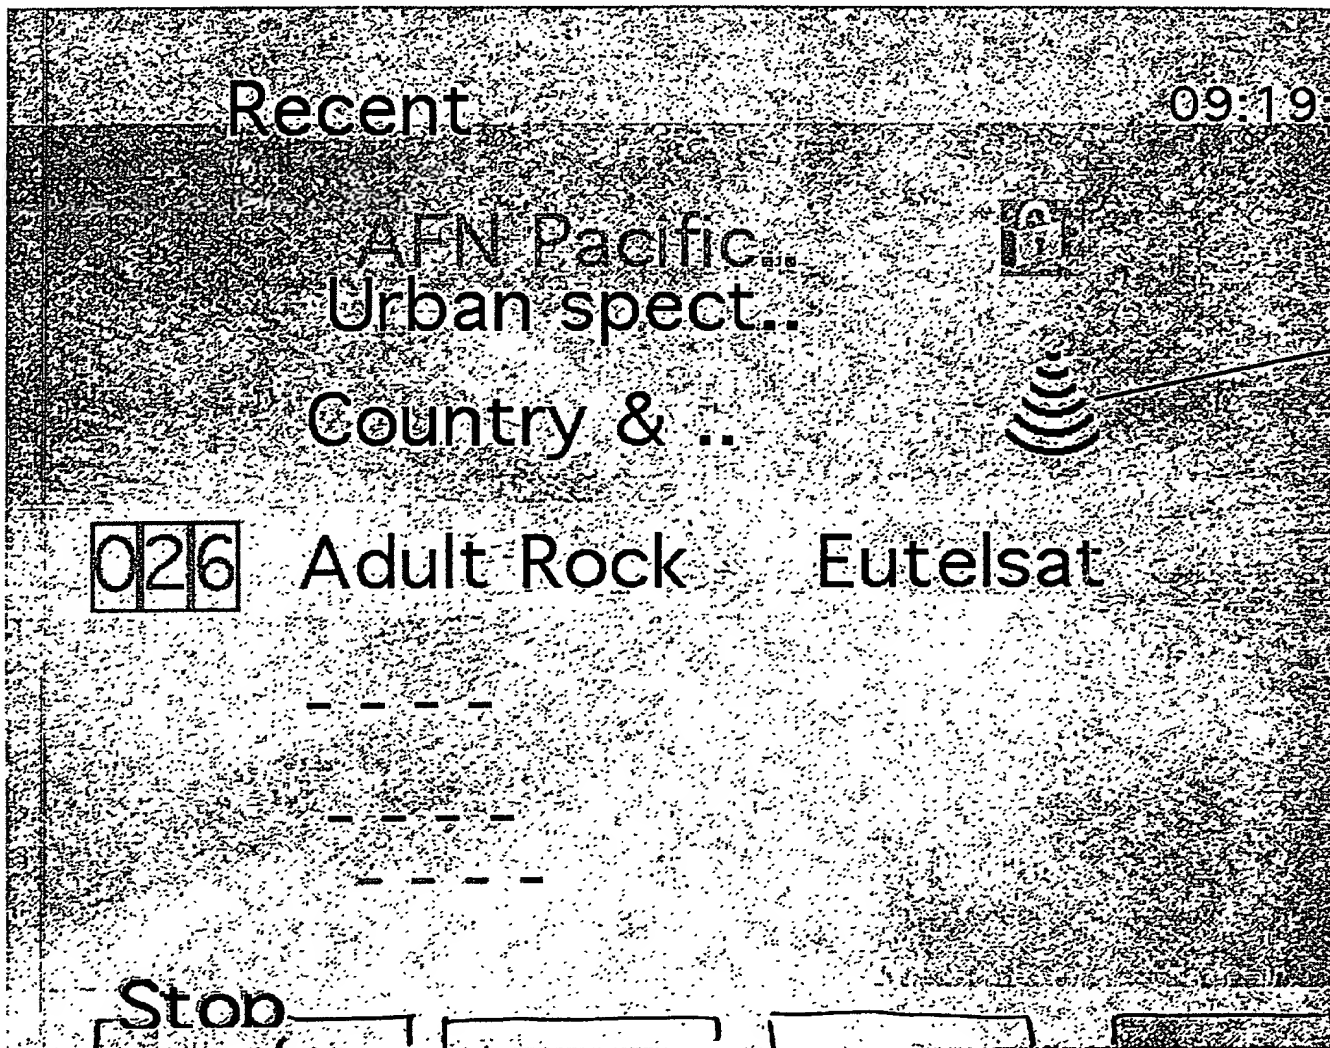 Recent 09:19
AFN Pacific..
Urban spect..
Country & ..
026 Adult Rock Eutelsat
- - - -
- - - -
- - - -
Stop